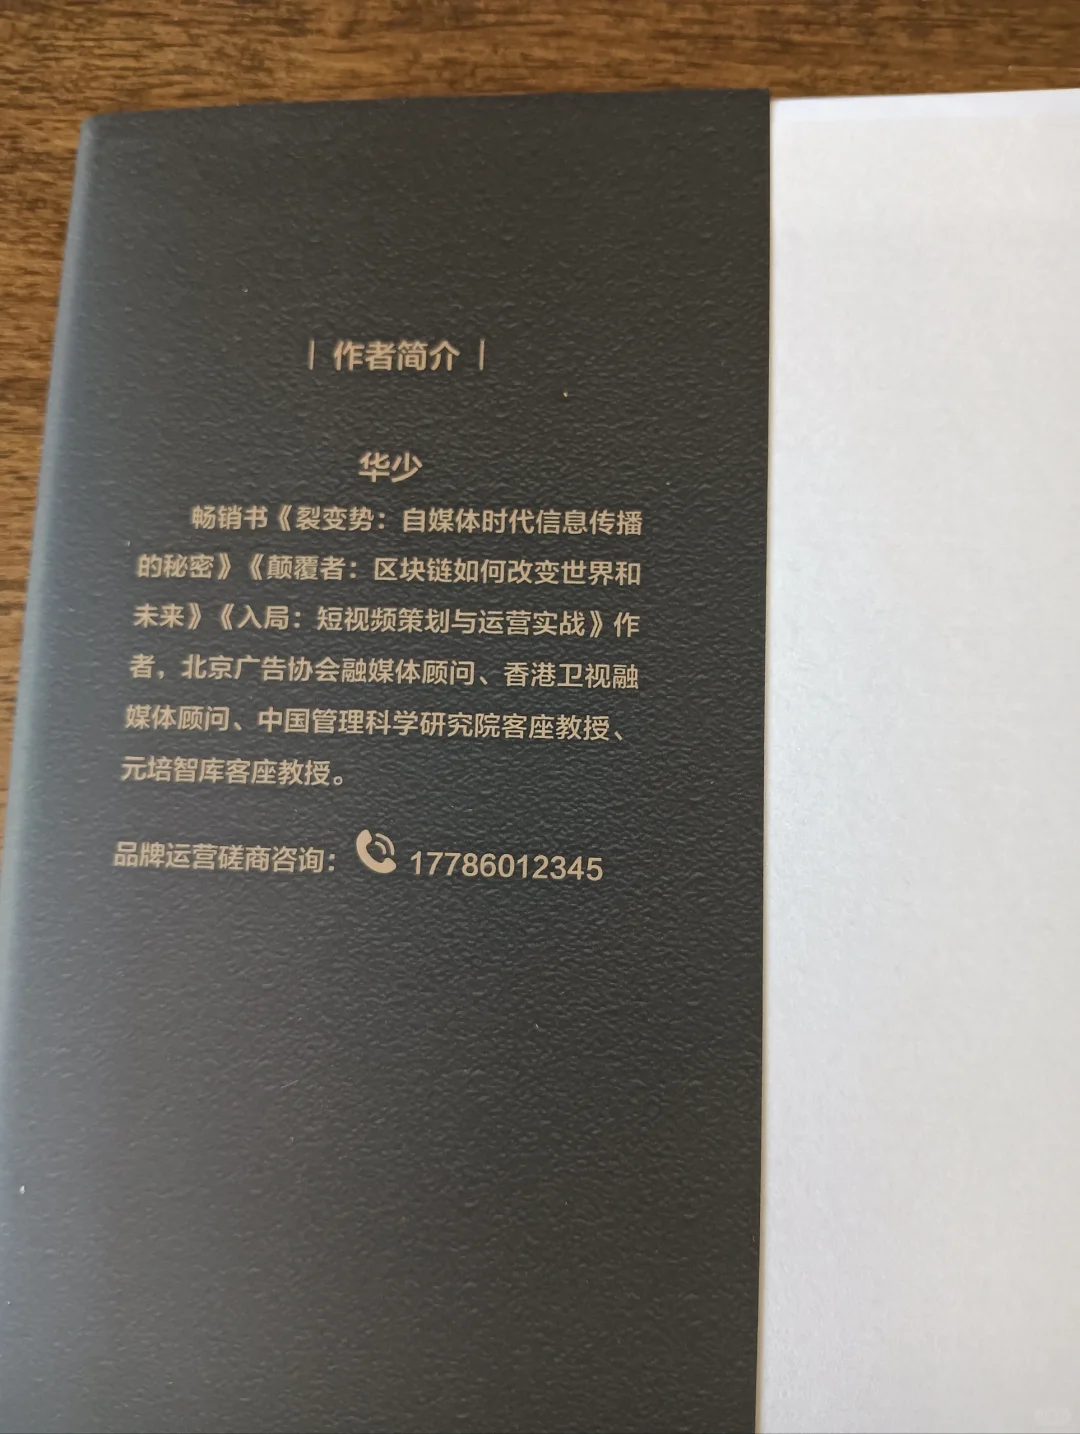 | 作者简介 |
华少
畅销书《裂变势：自媒体时代信息传播
的秘密》《颠覆者：区块链如何改变世界和
未来》《入局：短视频策划与运营实战》作
者，北京广告协会融媒体顾问、香港卫视融
媒体顾问、中国管理科学研究院客座教授、
元培智库客座教授。
品牌运营磋商咨询：17786012345